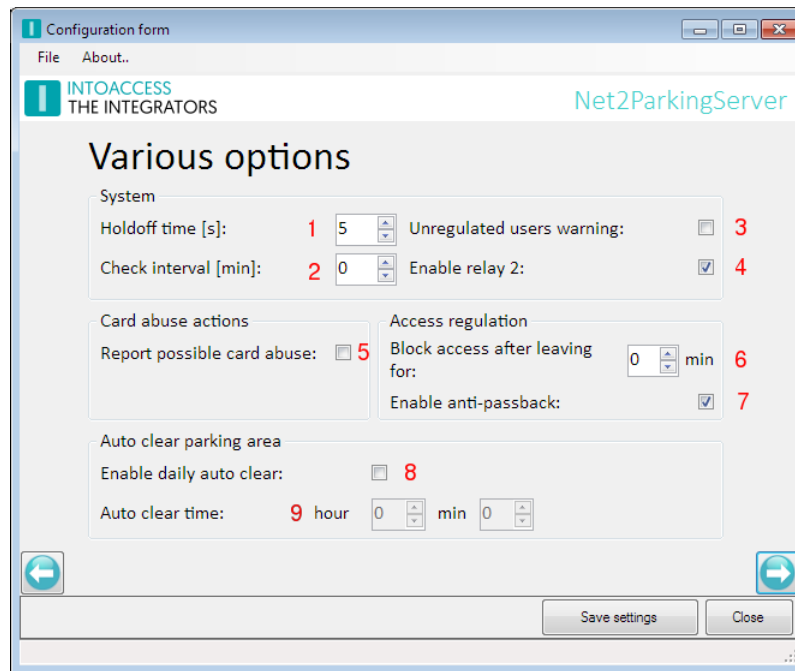 Configuration form
File About..
INTOACCESS
THE INTEGRATORS
Net2ParkingServer
Various options
System
Holdoff time [s]: 1 5 Unregulated users warning: 3
Check interval [min]: 2 0 Enable relay 2: 4
Card abuse actions
Report possible card abuse: 5
Access regulation
Block access after leaving
for: 0 min 6
Enable anti-passback: 7
Auto clear parking area
Enable daily auto clear: 8
Auto clear time: 9 hour 0 min 0
Save settings Close